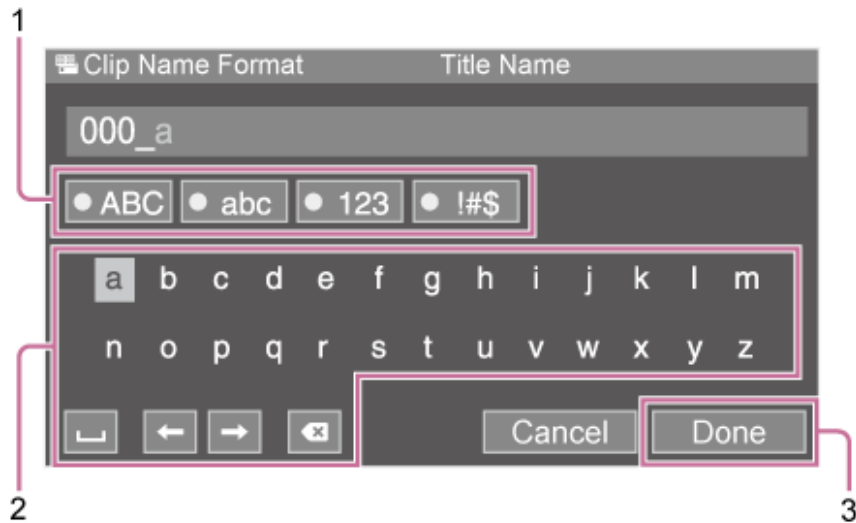 1
Clip Name Format Title Name
000_a
ABC abc 123 !#$
a b c d e f g h i j k l m
n o p q r s t u v w x y z
Cancel Done
2 3